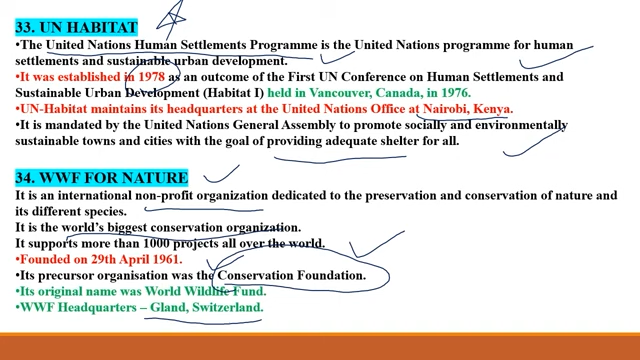 33. UN HABITAT
•The United Nations Human Settlements Programme is the United Nations programme for human
settlements and sustainable urban development.
•It was established in 1978 as an outcome of the First UN Conference on Human Settlements and
Sustainable Urban Development (Habitat I) held in Vancouver, Canada, in 1976.
•UN-Habitat maintains its headquarters at the United Nations Office at Nairobi, Kenya.
•It is mandated by the United Nations General Assembly to promote socially and environmentally
sustainable towns and cities with the goal of providing adequate shelter for all.
34. WWF FOR NATURE
It is an international non-profit organization dedicated to the preservation and conservation of nature and
its different species.
It is the world's biggest conservation organization.
It supports more than 1000 projects all over the world.
•Founded on 29th April 1961.
•Its precursor organisation was the Conservation Foundation.
•Its original name was World Wildlife Fund.
•WWF Headquarters – Gland, Switzerland.